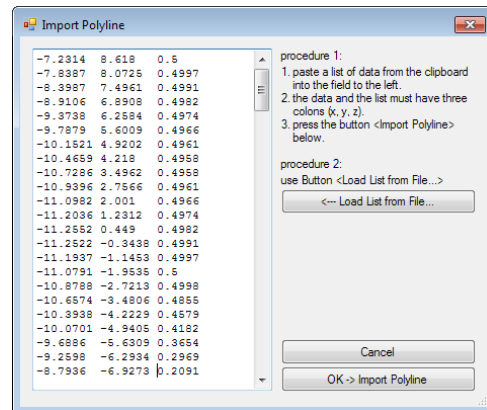 Import Polyline
-7.2314 8.618 0.5
-7.8387 8.0725 0.4997
-8.3987 7.4961 0.4991
-8.9106 6.8908 0.4982
-9.3738 6.2584 0.4974
-9.7879 5.6009 0.4966
-10.1521 4.9202 0.4961
-10.4659 4.218 0.4958
-10.7286 3.4962 0.4958
-10.9396 2.7566 0.4961
-11.0982 2.001 0.4966
-11.2036 1.2312 0.4974
-11.2552 0.449 0.4982
-11.2522 -0.3438 0.4991
-11.1937 -1.1453 0.4997
-11.0791 -1.9535 0.5
-10.8788 -2.7213 0.4998
-10.6574 -3.4806 0.4855
-10.3938 -4.2229 0.4579
-10.0701 -4.9405 0.4182
-9.6886 -5.6309 0.3654
-9.2598 -6.2934 0.2969
-8.7936 -6.9273 0.2091
procedure 1:
1. paste a list of data from the clipboard
into the field to the left.
2. the data and the list must have three
colons (x, y, z).
3. press the button <Import Polyline>
below.
procedure 2:
use Button <Load List from File...>
<--- Load List from File...
Cancel
OK -> Import Polyline